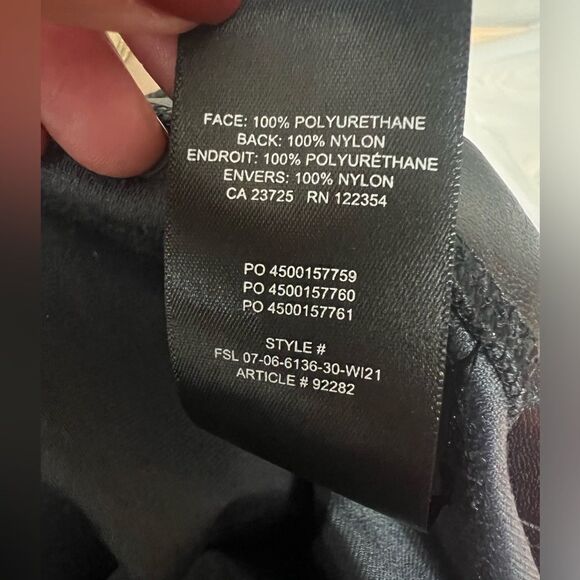 FACE: 100% POLYURETHANE
BACK: 100% NYLON
ENDROIT: 100% POLYURÉTHANE
ENVERS: 100% NYLON
CA 23725 RN 122354
PO 4500157759
PO 4500157760
PO 4500157761
STYLE #
FSL 07-06-6136-30-WI21
ARTICLE # 92282